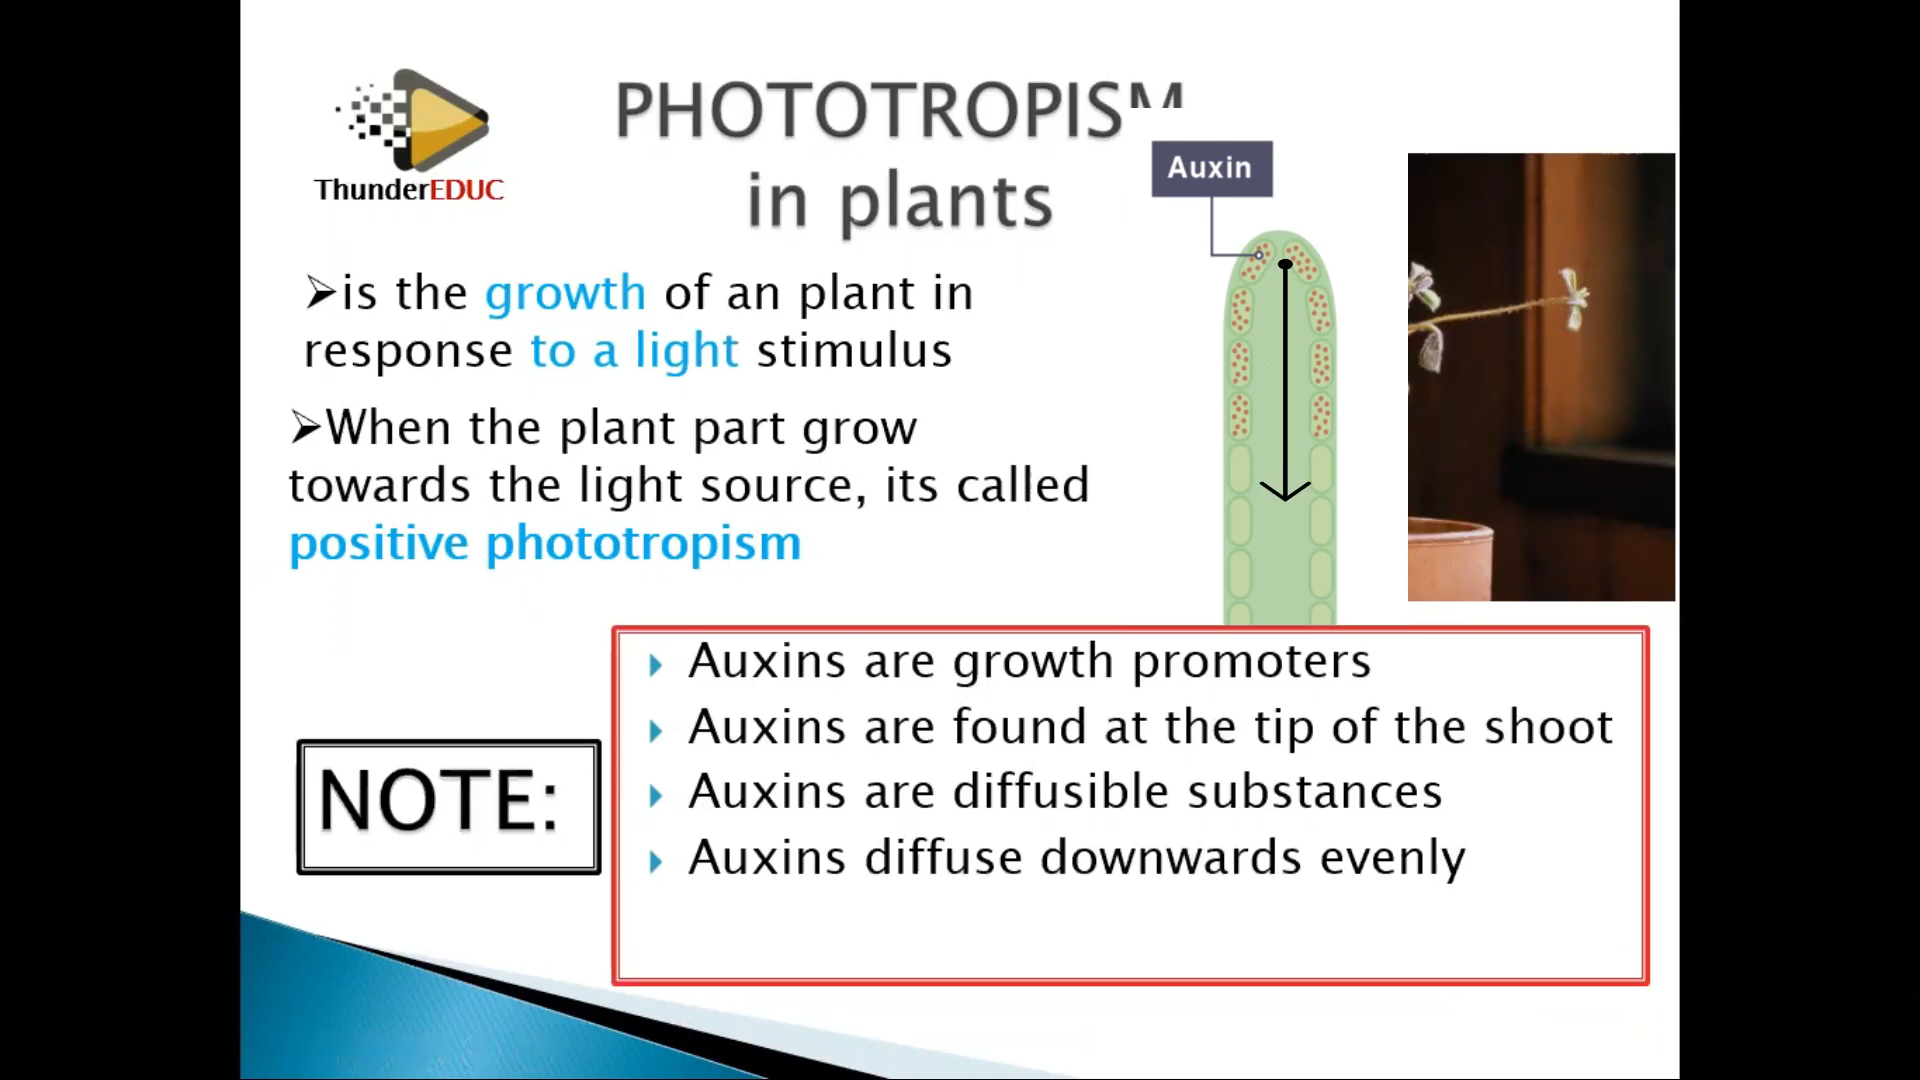 ThunderEDUC
PHOTOTROPISM
in plants
Auxin
➢is the growth of an plant in
response to a light stimulus
➢When the plant part grow
towards the light source, its called
positive phototropism
NOTE:
Auxins are growth promoters
Auxins are found at the tip of the shoot
Auxins are diffusible substances
Auxins diffuse downwards evenly